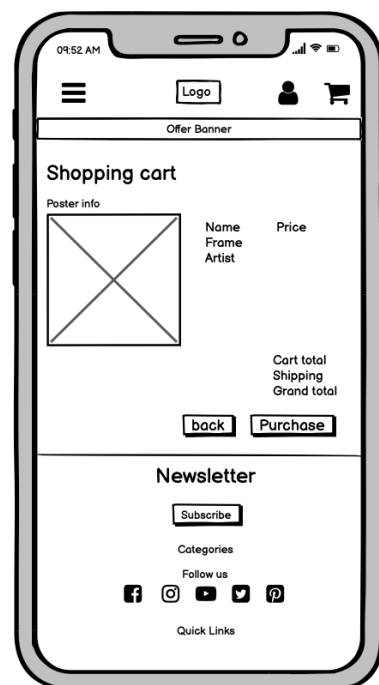 09:52 AM
Logo
Offer Banner
Shopping cart
Poster info
Name Price
Frame
Artist
Cart total
Shipping
Grand total
back Purchase
Newsletter
Subscribe
Categories
Follow us
Quick Links